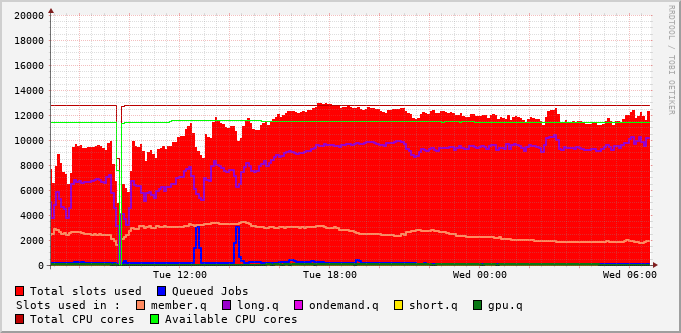 20000
18000
16000
14000
12000
10000
8000
6000
4000
2000
0
Tue 12:00 Tue 18:00 Wed 00:00 Wed 06:00
RRDTOOL / TOBI OETIKER
Total slots used Queued Jobs
Slots used in : member.q long.q ondemand.q short.q gpu.q
Total CPU cores Available CPU cores